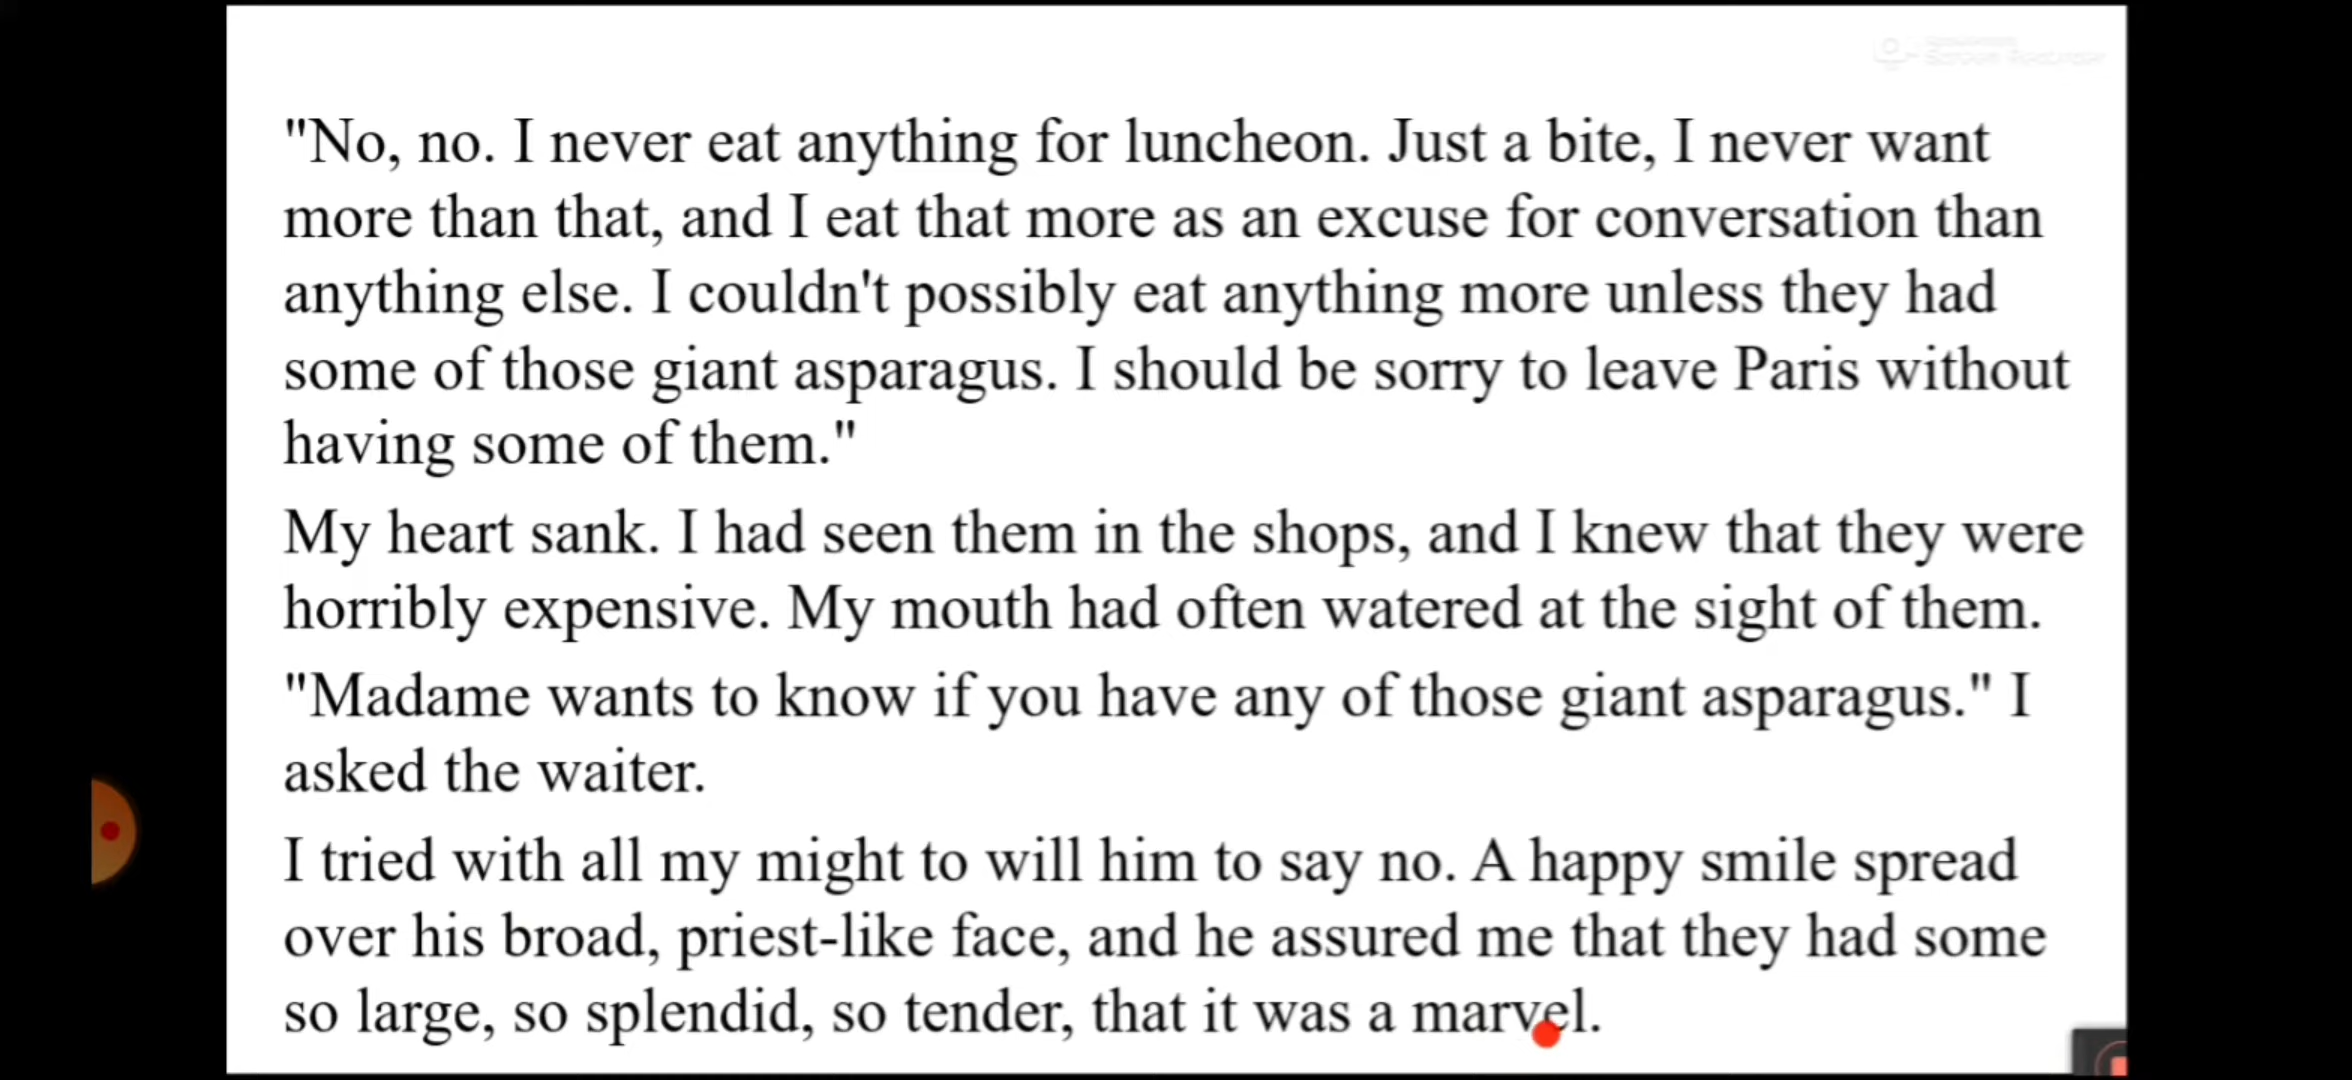 "No, no. I never eat anything for luncheon. Just a bite, I never want
more than that, and I eat that more as an excuse for conversation than
anything else. I couldn't possibly eat anything more unless they had
some of those giant asparagus. I should be sorry to leave Paris without
having some of them."
My heart sank. I had seen them in the shops, and I knew that they were
horribly expensive. My mouth had often watered at the sight of them.
"Madame wants to know if you have any of those giant asparagus." I
asked the waiter.
I tried with all my might to will him to say no. A happy smile spread
over his broad, priest-like face, and he assured me that they had some
so large, so splendid, so tender, that it was a marvel.